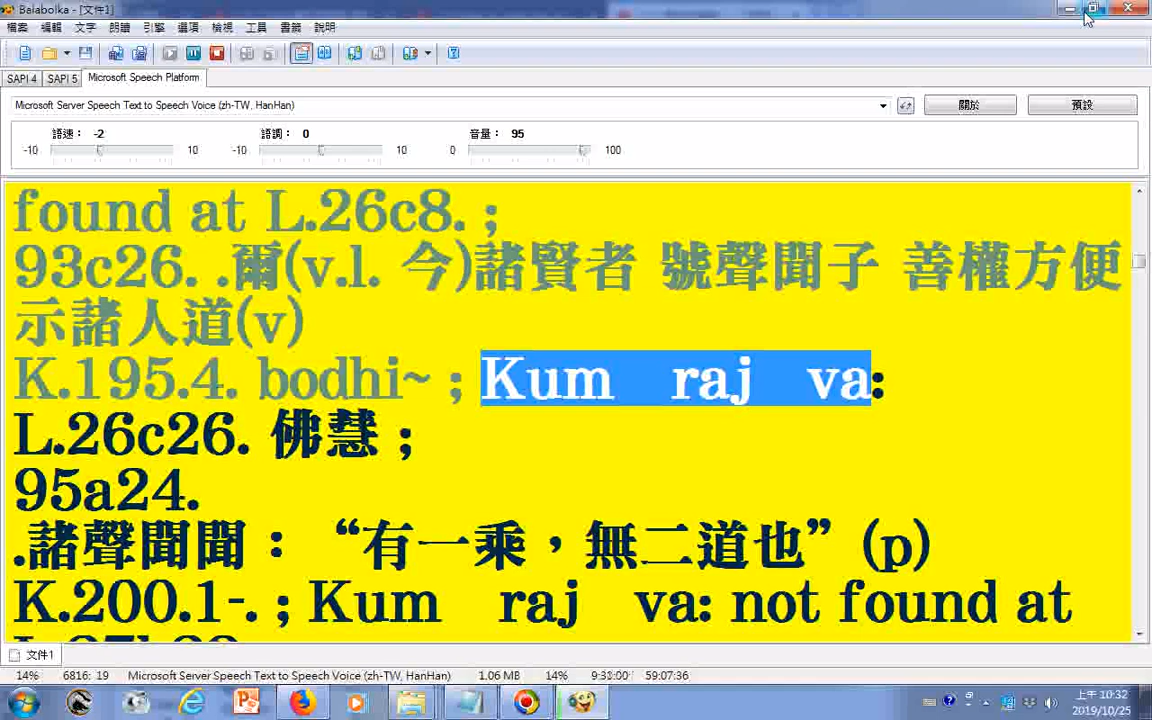 Balabolka - [文件1]
檔案 編輯 文字 朗讀 引擎 選項 檢視 工具 書籤 說明
SAPI 4 SAPI 5 Microsoft Speech Platform
Microsoft Server Speech Text to Speech Voice (zh-TW, HanHan) 關於 預設
語速： -2 語調： 0 音量： 95
-10 10 -10 10 0 100
found at L.26c8. ;
93c26. .爾(v.l. 今)諸賢者 號聲聞子 善權方便
示諸人道(v)
K.195.4. bodhi~ ; Kum raj va:
L.26c26. 佛慧 ;
95a24.
.諸聲聞聞： “有一乘，無二道也” (p)
K.200.1-. ; Kum raj va: not found at
文件1
14% 6816: 19 Microsoft Server Speech Text to Speech Voice (zh-TW, HanHan) 1.06 MB 14% 9:33:00 59:07:36
上午 10:32
2019/10/25